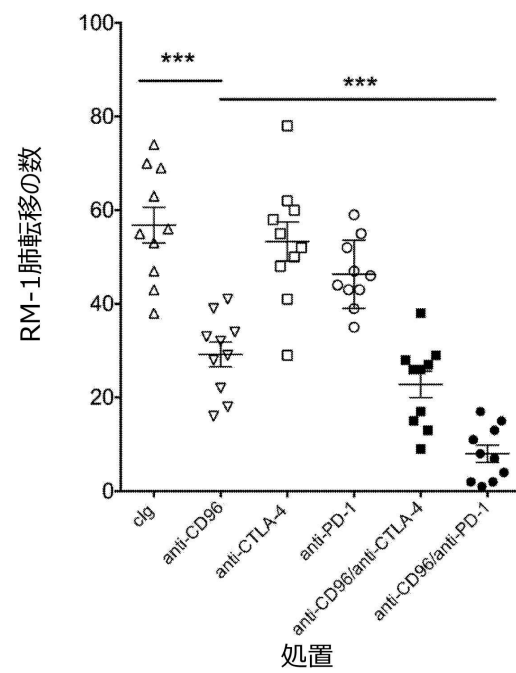 100
80
60
40
20
0
***
***
RM-1肺転移の数
cIg
anti-CD96
anti-CTLA-4
anti-PD-1
anti-CD96/anti-CTLA-4
anti-CD96/anti-PD-1
処置